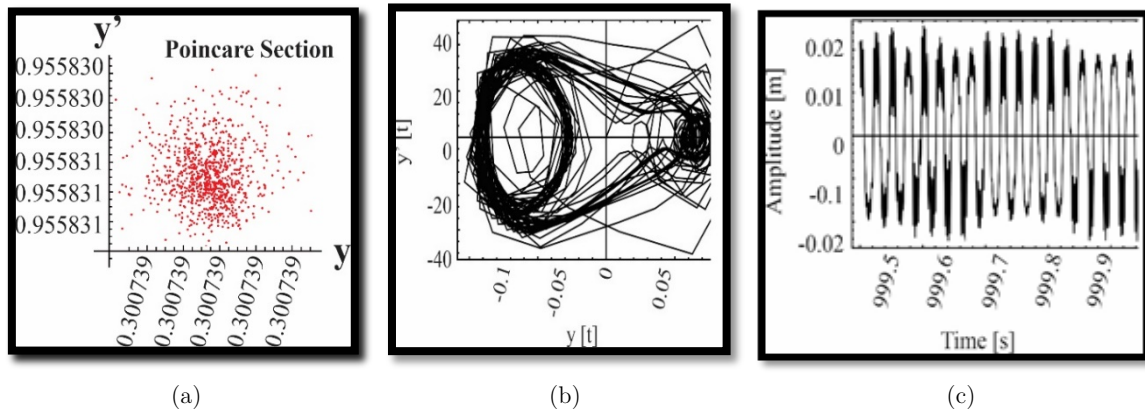 y'
Poincare Section
0.955830
0.955830
0.955831
0.955831
0.955831
y
0.300739
0.300739
0.300739
0.300739
0.300739
(a)
40
20
0
-20
-40
y' [t]
-0.1
-0.05
0
0.05
y [t]
(b)
0.02
0.01
0
-0.1
-0.02
Amplitude [m]
999.5
999.6
999.7
999.8
999.9
Time [s]
(c)